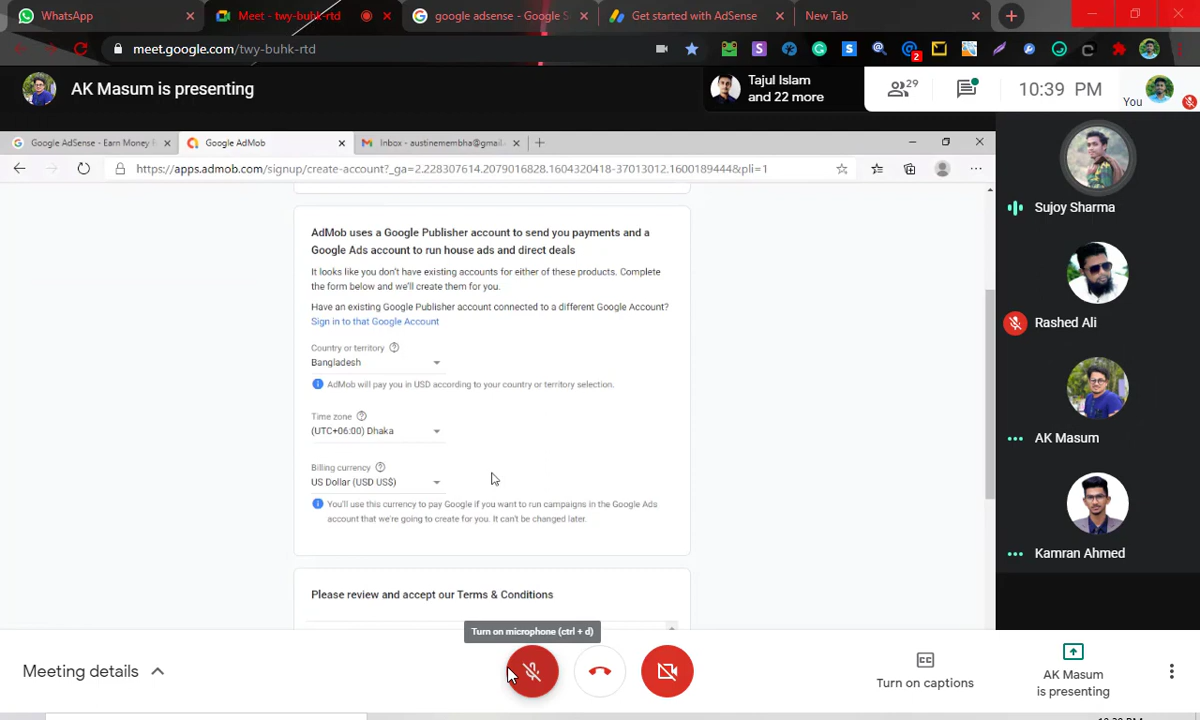 WhatsApp
Meet - twy-buhk-rtd
google adsense - Google S
Get started with AdSense
New Tab
meet.google.com/twy-buhk-rtd
2
AK Masum is presenting
Tajul Islam
and 22 more
29
10:39 PM
You
Google AdSense - Earn Money
Google AdMob
Inbox - austinemembha@gmail.
https://apps.admob.com/signup/create-account?_ga=2.228307614.2079016828.1604320418-37013012.1600189444&pli=1
AdMob uses a Google Publisher account to send you payments and a
Google Ads account to run house ads and direct deals
It looks like you don't have existing accounts for either of these products. Complete
the form below and we'll create them for you.
Have an existing Google Publisher account connected to a different Google Account?
Sign in to that Google Account
Country or territory
Bangladesh
AdMob will pay you in USD according to your country or territory selection.
Time zone
(UTC+06:00) Dhaka
Billing currency
US Dollar (USD US$)
You'll use this currency to pay Google if you want to run campaigns in the Google Ads
account that we're going to create for you. It can't be changed later.
Please review and accept our Terms & Conditions
Sujoy Sharma
Rashed Ali
AK Masum
Kamran Ahmed
Turn on microphone (ctrl + d)
Meeting details
Turn on captions
AK Masum
is presenting